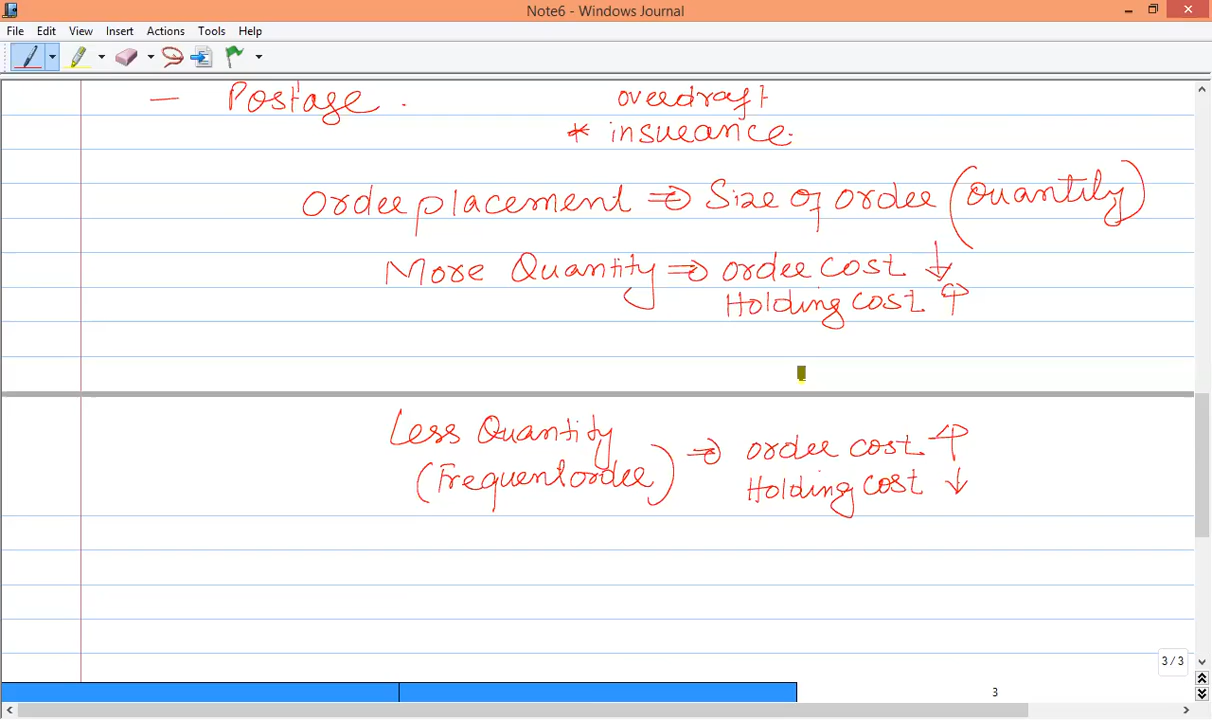 Note6 - Windows Journal
File Edit View Insert Actions Tools Help
— Postage .
overdraft
* insurance.
Order placement ⇒ Size of order (Quantity)
More Quantity ⇒ order cost ↓
Holding cost ↑
Less Quantity
(Frequent order) ⇒ order cost ↑
Holding cost ↓
3 / 3
3